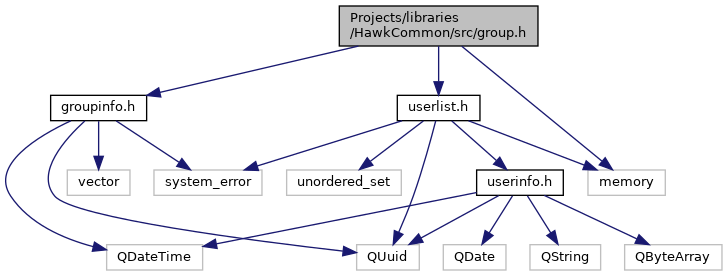 Projects/libraries
/HawkCommon/src/group.h
groupinfo.h
userlist.h
vector
system_error
unordered_set
userinfo.h
memory
QDateTime
QUuid
QDate
QString
QByteArray